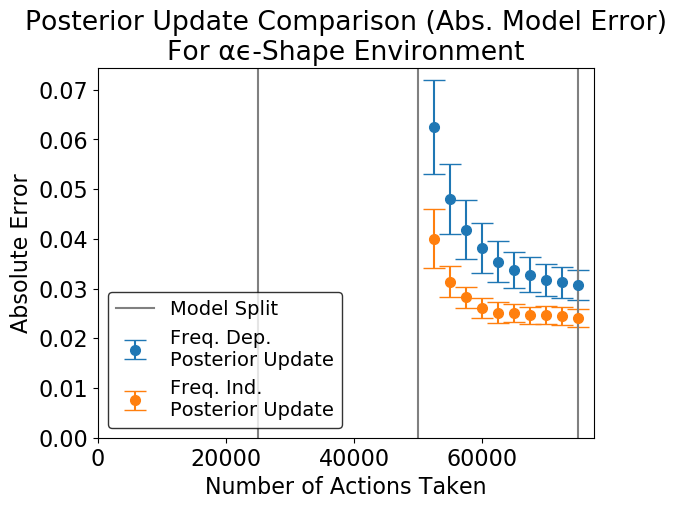 Posterior Update Comparison (Abs. Model Error)
For αϵ-Shape Environment
Absolute Error
0.07
0.06
0.05
0.04
0.03
0.02
0.01
0.00
Model Split
Freq. Dep.
Posterior Update
Freq. Ind.
Posterior Update
0 20000 40000 60000
Number of Actions Taken